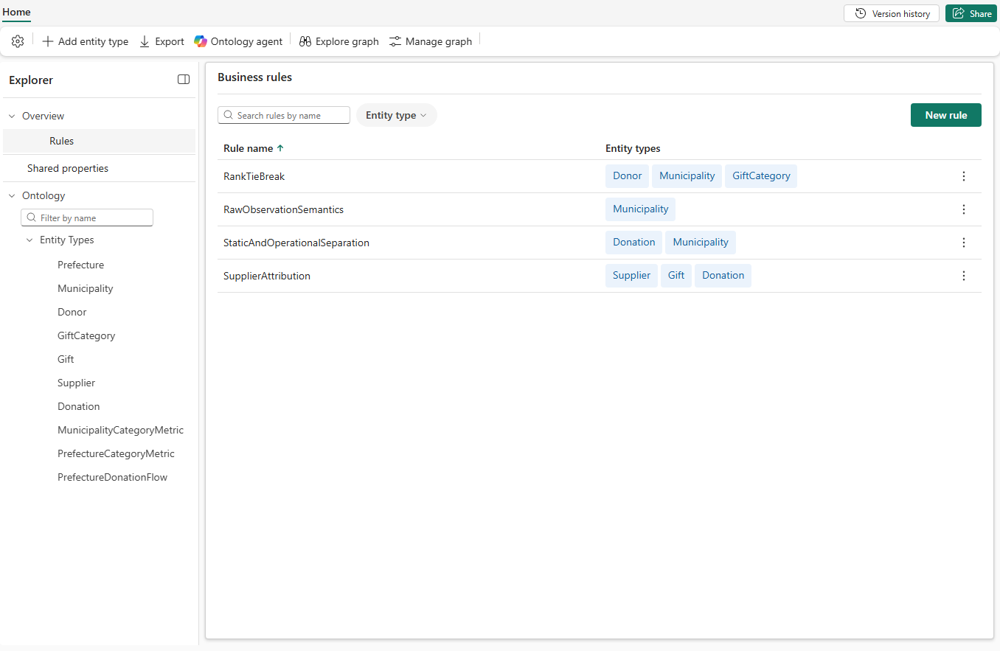 Home
Version history
Share
Add entity type
Export
Ontology agent
Explore graph
Manage graph
Explorer
Overview
Rules
Shared properties
Ontology
Filter by name
Entity Types
Prefecture
Municipality
Donor
GiftCategory
Gift
Supplier
Donation
MunicipalityCategoryMetric
PrefectureCategoryMetric
PrefectureDonationFlow
Business rules
Search rules by name
Entity type
New rule
Rule name Entity types
RankTieBreak Donor Municipality GiftCategory
RawObservationSemantics Municipality
StaticAndOperationalSeparation Donation Municipality
SupplierAttribution Supplier Gift Donation